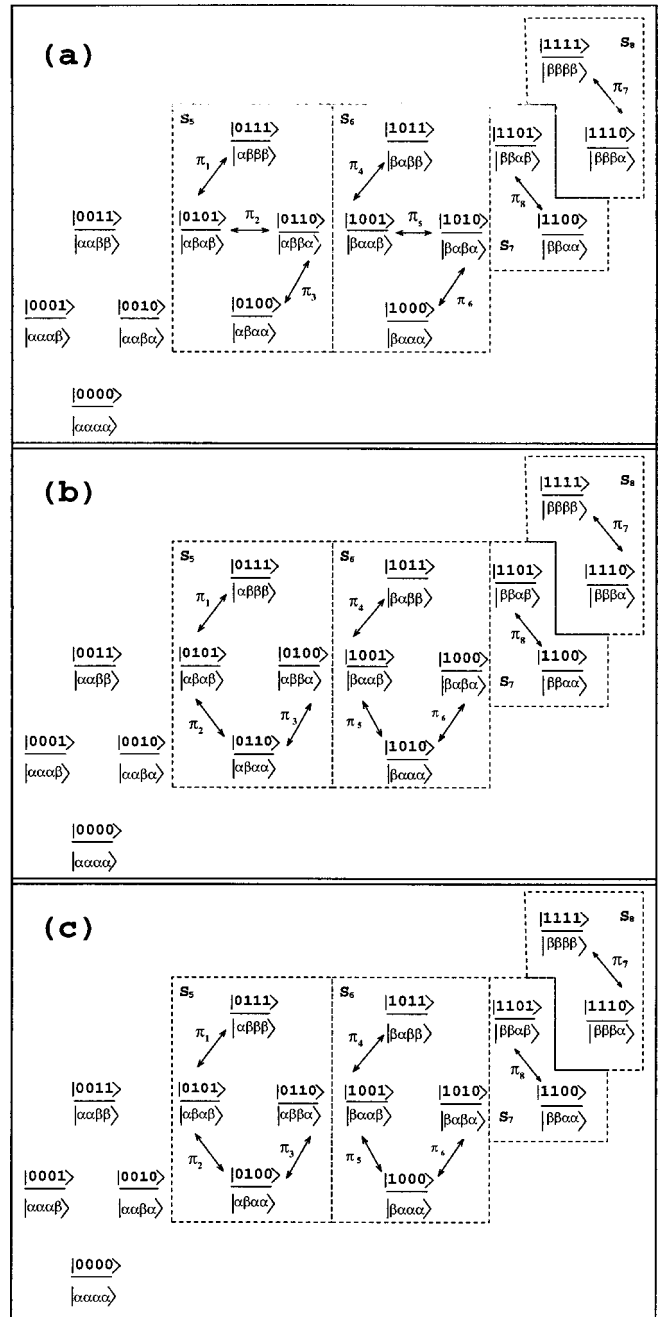 (a)
S₈
|1111>
|ββββ⟩
π₇
S₅ |0111> S₆ |1011> |1101> |1110>
|αβββ⟩ |βαββ⟩ |ββαβ⟩ |βββα⟩
π₁ π₄ π₈
|0011> |0101> π₂ |0110> |1001> π₅ |1010> |1100>
|ααββ⟩ |αβαβ⟩ |αββα⟩ |βααβ⟩ |βαβα⟩ S₇ |ββαα⟩
π₃ π₆
|0001> |0010> |0100> |1000>
|αααβ⟩ |ααβα⟩ |αβαα⟩ |βααα⟩
|0000>
|αααα⟩
(b)
S₈
|1111>
|ββββ⟩
π₇
S₅ |0111> S₆ |1011> |1101> |1110>
|αβββ⟩ |βαββ⟩ |ββαβ⟩ |βββα⟩
π₁ π₄ π₈
|0011> |0101> |0100> |1001> |1000> |1100>
|ααββ⟩ |αβαβ⟩ |αββα⟩ |βααβ⟩ |βαβα⟩ S₇ |ββαα⟩
π₂ π₃ π₅ π₆
|0001> |0010> |0110> |1010>
|αααβ⟩ |ααβα⟩ |αβαα⟩ |βααα⟩
|0000>
|αααα⟩
(c)
S₈
|1111>
|ββββ⟩
π₇
S₅ |0111> S₆ |1011> |1101> |1110>
|αβββ⟩ |βαββ⟩ |ββαβ⟩ |βββα⟩
π₁ π₄ π₈
|0011> |0101> |0110> |1001> |1010> |1100>
|ααββ⟩ |αβαβ⟩ |αββα⟩ |βααβ⟩ |βαβα⟩ S₇ |ββαα⟩
π₂ π₃ π₅ π₆
|0001> |0010> |0100> |1000>
|αααβ⟩ |ααβα⟩ |αβαα⟩ |βααα⟩
|0000>
|αααα⟩